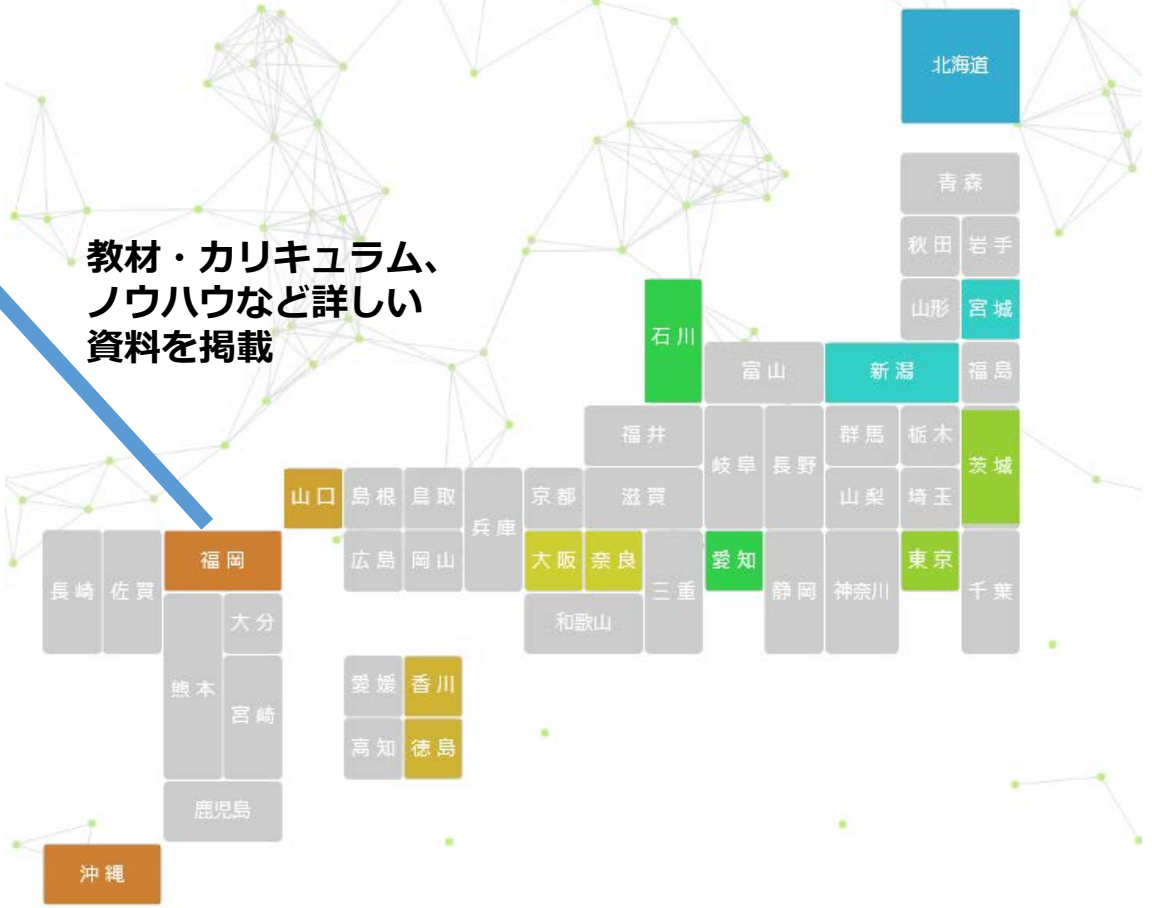 北海道
青森
教材・カリキュラム、
ノウハウなど詳しい
資料を掲載
秋田 岩手
山形 宮城
石川
富山 新潟 福島
福井 岐阜 長野 群馬 栃木 茨城
山口 島根 鳥取 兵庫 京都 滋賀 山梨 埼玉
長崎 佐賀 福岡 広島 岡山 大阪 奈良 三重 愛知 静岡 神奈川 東京 千葉
大分 和歌山
熊本 宮崎 愛媛 香川
高知 徳島
鹿児島
沖縄